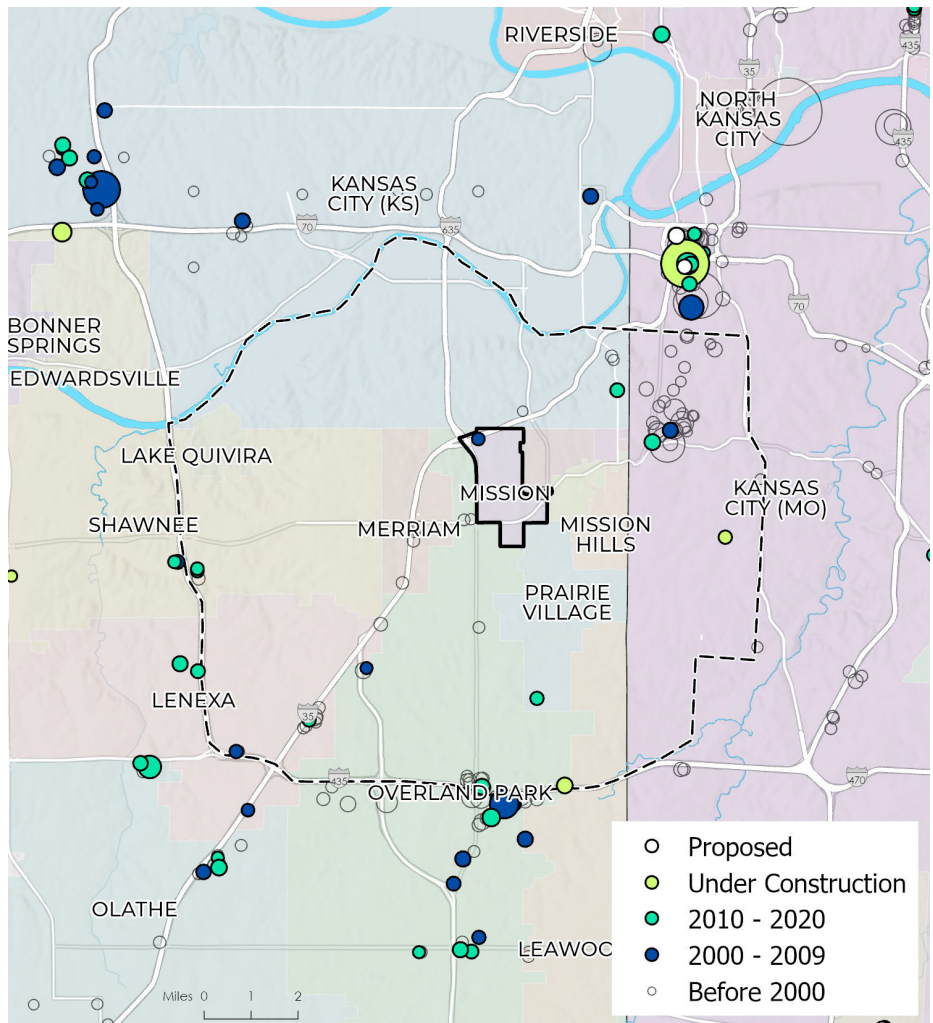 RIVERSIDE
435
35
NORTH
KANSAS
CITY
435
KANSAS
CITY (KS)
70
635
70
BONNER
SPRINGS
EDWARDSVILLE
LAKE QUIVIRA
MISSION
KANSAS
CITY (MO)
SHAWNEE
MERRIAM
MISSION
HILLS
PRAIRIE
VILLAGE
LENEXA
35
435
OVERLAND PARK
470
OLATHE
LEAWOO
Miles 0 1 2
Proposed
Under Construction
2010 - 2020
2000 - 2009
Before 2000